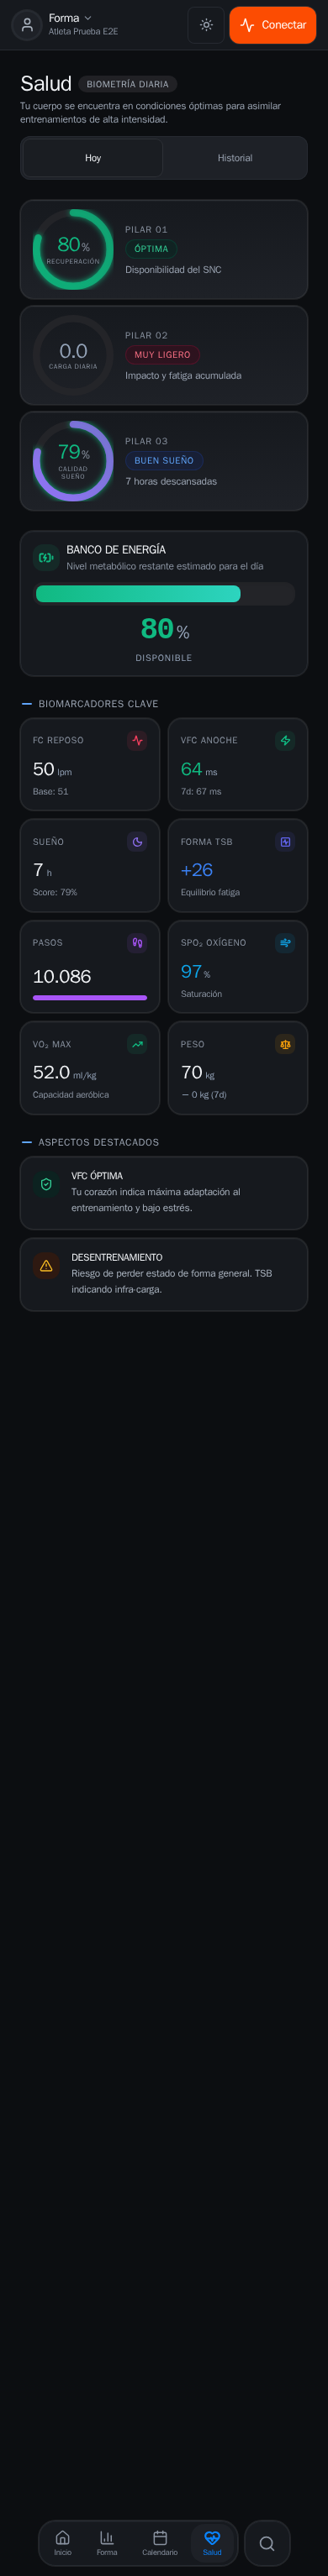 Forma
Atleta Prueba E2E
Conectar
Salud
BIOMETRÍA DIARIA
Tu cuerpo se encuentra en condiciones óptimas para asimilar
entrenamientos de alta intensidad.
Hoy
Historial
80%
RECUPERACIÓN
PILAR 01
ÓPTIMA
Disponibilidad del SNC
0.0
CARGA DIARIA
PILAR 02
MUY LIGERO
Impacto y fatiga acumulada
79%
CALIDAD
SUEÑO
PILAR 03
BUEN SUEÑO
7 horas descansadas
BANCO DE ENERGÍA
Nivel metabólico restante estimado para el día
80%
DISPONIBLE
BIOMARCADORES CLAVE
FC REPOSO
50 lpm
Base: 51
VFC ANOCHE
64 ms
7d: 67 ms
SUEÑO
7 h
Score: 79%
FORMA TSB
+26
Equilibrio fatiga
PASOS
10.086
SPO₂ OXÍGENO
97%
Saturación
VO₂ MAX
52.0 ml/kg
Capacidad aeróbica
PESO
70 kg
— 0 kg (7d)
ASPECTOS DESTACADOS
VFC ÓPTIMA
Tu corazón indica máxima adaptación al
entrenamiento y bajo estrés.
DESENTRENAMIENTO
Riesgo de perder estado de forma general. TSB
indicando infra-carga.
Inicio
Forma
Calendario
Salud